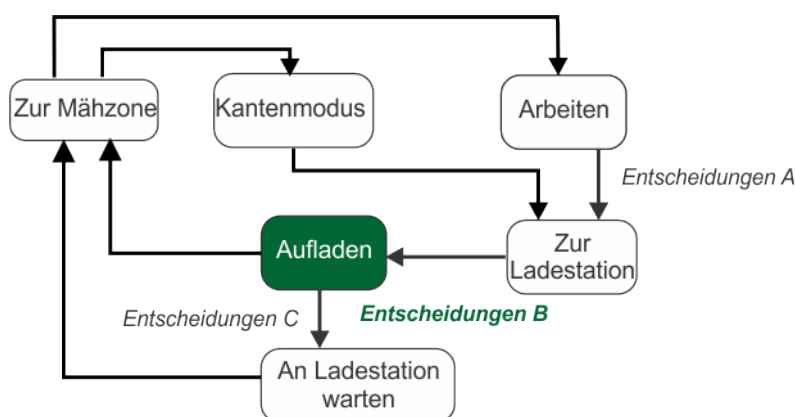 Zur Mähzone
Kantenmodus
Arbeiten
Entscheidungen A
Aufladen
Zur
Ladestation
Entscheidungen C
Entscheidungen B
An Ladestation
warten